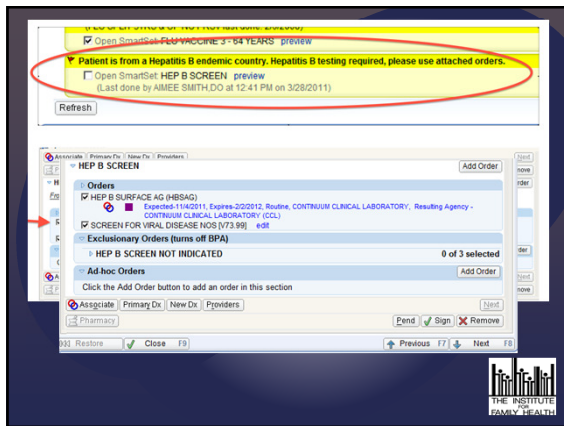 Open SmartSet: FLU VACCINE 3 - 64 YEARS preview
Patient is from a Hepatitis B endemic country. Hepatitis B testing required, please use attached orders.
Open SmartSet: HEP B SCREEN preview
(Last done by AIMEE SMITH,DO at 12:41 PM on 3/28/2011)
Refresh
Associate Primary Dx New Dx Providers
Next
HEP B SCREEN Add Order
Orders
HEP B SURFACE AG (HBSAG)
Expected-11/4/2011, Expires-2/2/2012, Routine, CONTINUUM CLINICAL LABORATORY, Resulting Agency -
CONTINUUM CLINICAL LABORATORY (CCL)
SCREEN FOR VIRAL DISEASE NOS [V73.99] edit
Exclusionary Orders (turns off BPA)
HEP B SCREEN NOT INDICATED 0 of 3 selected
Ad-hoc Orders Add Order
Click the Add Order button to add an order in this section
Associate Primary Dx New Dx Providers Next
Pharmacy Pend Sign Remove
Restore Close F9 Previous F7 Next F8
THE INSTITUTE
FOR
FAMILY HEALTH